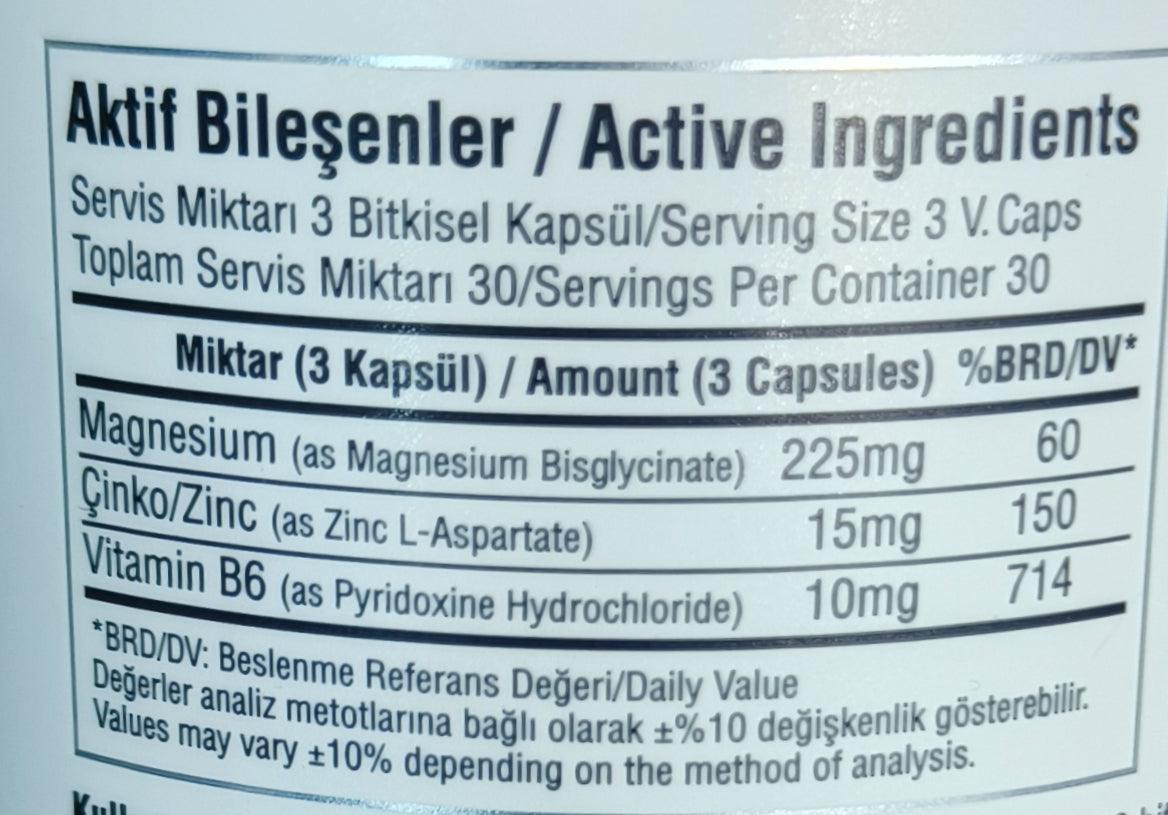 Aktif Bileşenler / Active Ingredients
Servis Miktarı 3 Bitkisel Kapsül/Serving Size 3 V. Caps
Toplam Servis Miktarı 30/Servings Per Container 30
Miktar (3 Kapsül) / Amount (3 Capsules) %BRD/DV*
Magnesium (as Magnesium Bisglycinate) 225mg 60
Çinko/Zinc (as Zinc L-Aspartate) 15mg 150
Vitamin B6 (as Pyridoxine Hydrochloride) 10mg 714
*BRD/DV: Beslenme Referans Değeri/Daily Value
Değerler analiz metotlarına bağlı olarak ±%10 değişkenlik gösterebilir.
Values may vary ±10% depending on the method of analysis.